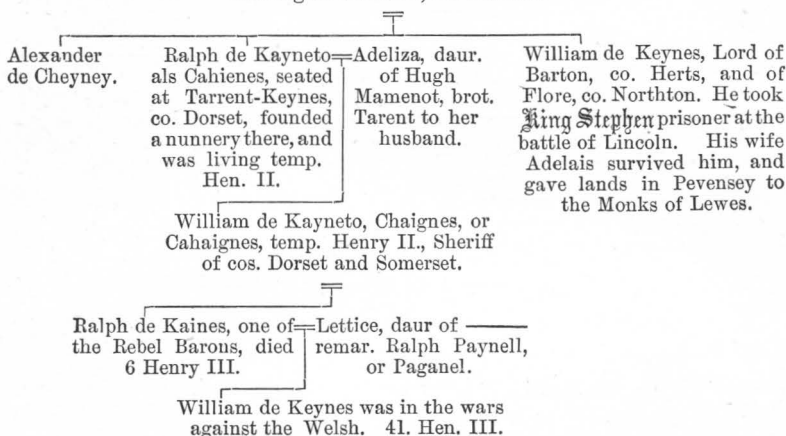 Alexander
de Cheyney.
Ralph de Kayneto
als Cahienes, seated
at Tarrent-Keynes,
co. Dorset, founded
a nunnery there, and
was living temp.
Hen. II.
Adeliza, daur.
of Hugh
Mamenot, brot.
Tarent to her
husband.
William de Keynes, Lord of
Barton, co. Herts, and of
Flore, co. Northton. He took
King Stephen prisoner at the
battle of Lincoln. His wife
Adelais survived him, and
gave lands in Pevensey to
the Monks of Lewes.
William de Kayneto, Chaignes, or
Cahaignes, temp. Henry II., Sheriff
of cos. Dorset and Somerset.
Ralph de Kaines, one of
the Rebel Barons, died
6 Henry III.
Lettice, daur of ———
remar. Ralph Paynell,
or Paganel.
William de Keynes was in the wars
against the Welsh. 41. Hen. III.